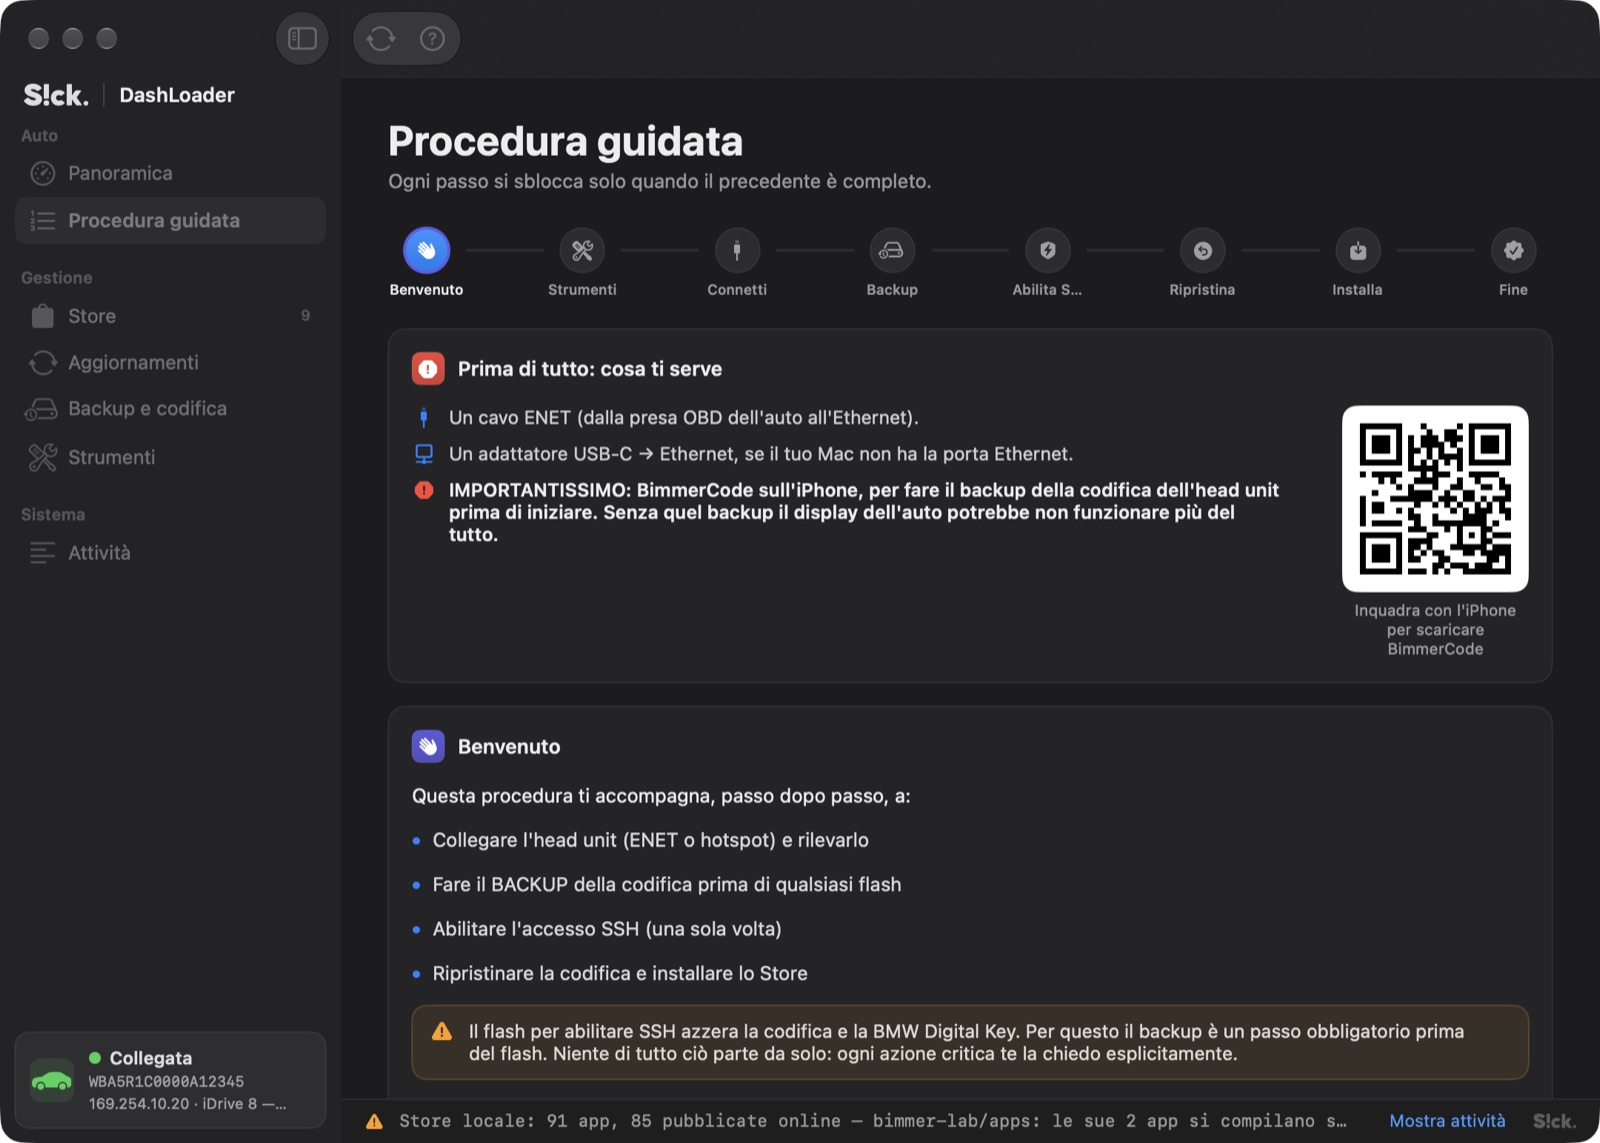 S!ck.
DashLoader
Auto
Panoramica
Procedura guidata
Gestione
Store
9
Aggiornamenti
Backup e codifica
Strumenti
Sistema
Attività
Collegata
WBA5R1C0000A12345
169.254.10.20 · iDrive 8 —...
Procedura guidata
Ogni passo si sblocca solo quando il precedente è completo.
Benvenuto
Strumenti
Connetti
Backup
Abilita S...
Ripristina
Installa
Fine
Prima di tutto: cosa ti serve
Un cavo ENET (dalla presa OBD dell'auto all'Ethernet).
Un adattatore USB-C → Ethernet, se il tuo Mac non ha la porta Ethernet.
IMPORTANTISSIMO: BimmerCode sull'iPhone, per fare il backup della codifica dell'head unit
prima di iniziare. Senza quel backup il display dell'auto potrebbe non funzionare più del
tutto.
Inquadra con l'iPhone
per scaricare
BimmerCode
Benvenuto
Questa procedura ti accompagna, passo dopo passo, a:
• Collegare l'head unit (ENET o hotspot) e rilevarlo
• Fare il BACKUP della codifica prima di qualsiasi flash
• Abilitare l'accesso SSH (una sola volta)
• Ripristinare la codifica e installare lo Store
Il flash per abilitare SSH azzera la codifica e la BMW Digital Key. Per questo il backup è un passo obbligatorio prima
del flash. Niente di tutto ciò parte da solo: ogni azione critica te la chiedo esplicitamente.
Store locale: 91 app, 85 pubblicate online — bimmer-lab/apps: le sue 2 app si compilano s...
Mostra attività
S!ck.